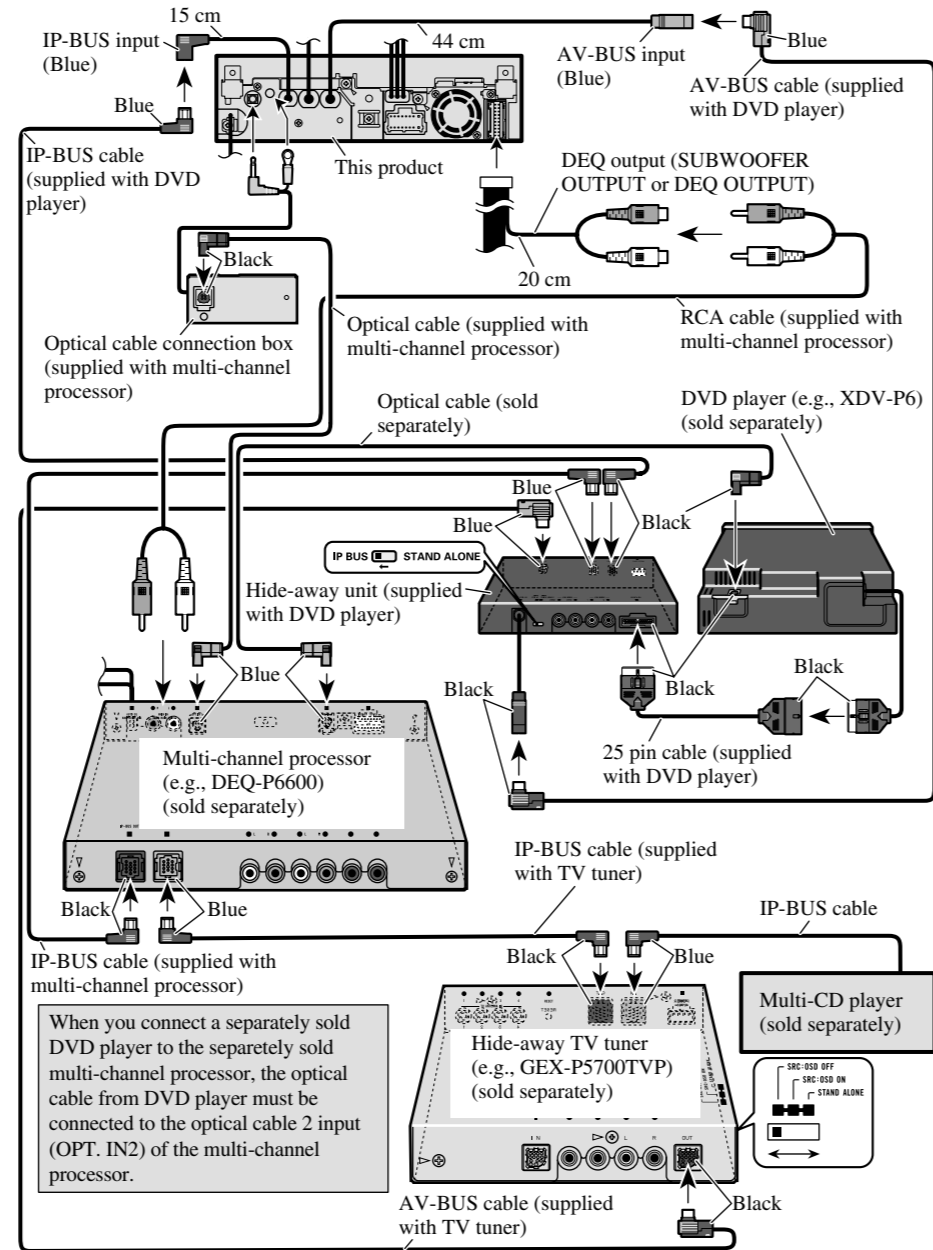 15 cm
IP-BUS input
(Blue)
44 cm
AV-BUS input
(Blue)
Blue
AV-BUS cable (supplied
with DVD player)
Blue
IP-BUS cable
(supplied with DVD
player)
This product
DEQ output (SUBWOOFER
OUTPUT or DEQ OUTPUT)
20 cm
Black
Optical cable connection box
(supplied with multi-channel
processor)
Optical cable (supplied with
multi-channel processor)
RCA cable (supplied with
multi-channel processor)
Optical cable (sold
separately)
DVD player (e.g., XDV-P6)
(sold separately)
Blue
Blue
Black
IP BUS STAND ALONE
Hide-away unit (supplied
with DVD player)
Blue
Black
Black
Black
25 pin cable (supplied
with DVD player)
Multi-channel processor
(e.g., DEQ-P6600)
(sold separately)
Black
Blue
IP-BUS cable (supplied
with TV tuner)
IP-BUS cable
IP-BUS cable (supplied with
multi-channel processor)
Black
Blue
Multi-CD player
(sold separately)
When you connect a separately sold
DVD player to the separetely sold
multi-channel processor, the optical
cable from DVD player must be
connected to the optical cable 2 input
(OPT. IN2) of the multi-channel
processor.
Hide-away TV tuner
(e.g., GEX-P5700TVP)
(sold separately)
SRC:OSD OFF
SRC:OSD ON
STAND ALONE
IN
L
R
OUT
AV-BUS cable (supplied
with TV tuner)
Black